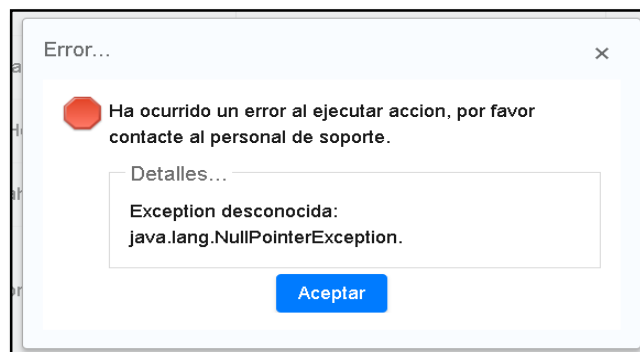 Error...
×
Ha ocurrido un error al ejecutar accion, por favor
contacte al personal de soporte.
Detalles...
Exception desconocida:
java.lang.NullPointerException.
Aceptar